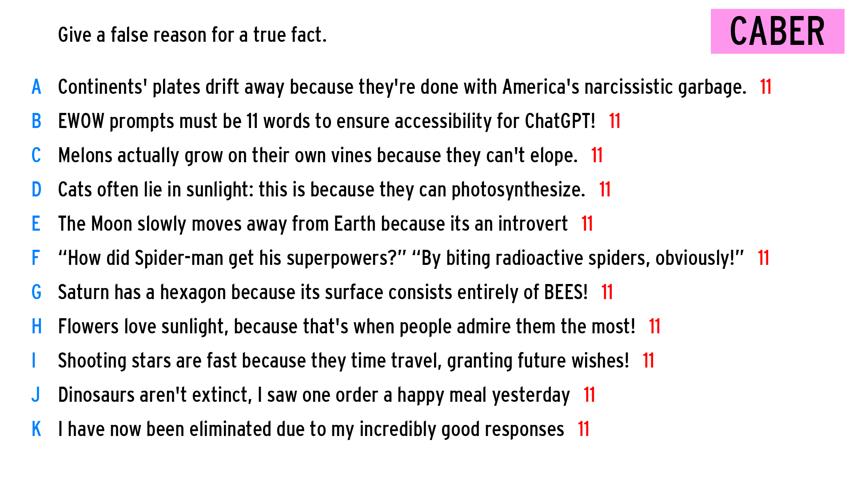 Give a false reason for a true fact.
CABER
A Continents' plates drift away because they're done with America's narcissistic garbage. 11
B EWOW prompts must be 11 words to ensure accessibility for ChatGPT! 11
C Melons actually grow on their own vines because they can't elope. 11
D Cats often lie in sunlight: this is because they can photosynthesize. 11
E The Moon slowly moves away from Earth because its an introvert 11
F “How did Spider-man get his superpowers?” “By biting radioactive spiders, obviously!” 11
G Saturn has a hexagon because its surface consists entirely of BEES! 11
H Flowers love sunlight, because that's when people admire them the most! 11
I Shooting stars are fast because they time travel, granting future wishes! 11
J Dinosaurs aren't extinct, I saw one order a happy meal yesterday 11
K I have now been eliminated due to my incredibly good responses 11